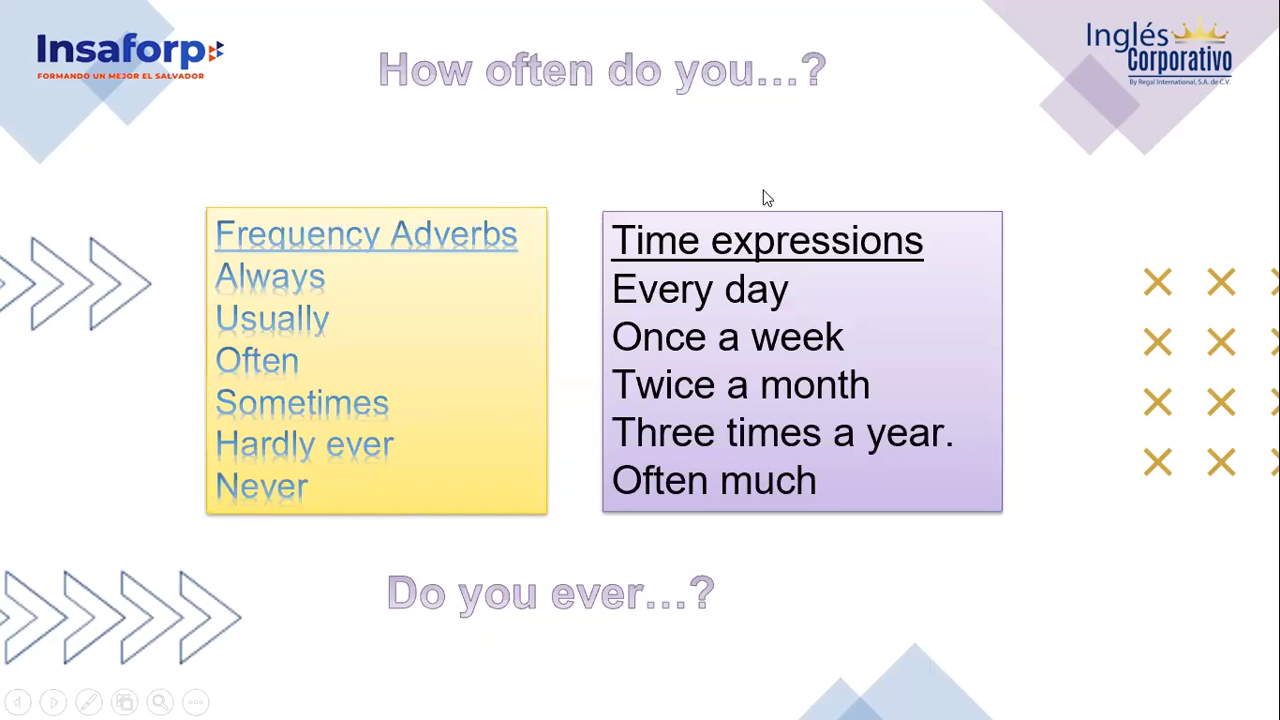 Insaforp
FORMANDO UN MEJOR EL SALVADOR
Inglés
Corporativo
By Regal International, S.A. de C.V.
How often do you...?
Frequency Adverbs
Always
Usually
Often
Sometimes
Hardly ever
Never
Time expressions
Every day
Once a week
Twice a month
Three times a year.
Often much
Do you ever...?